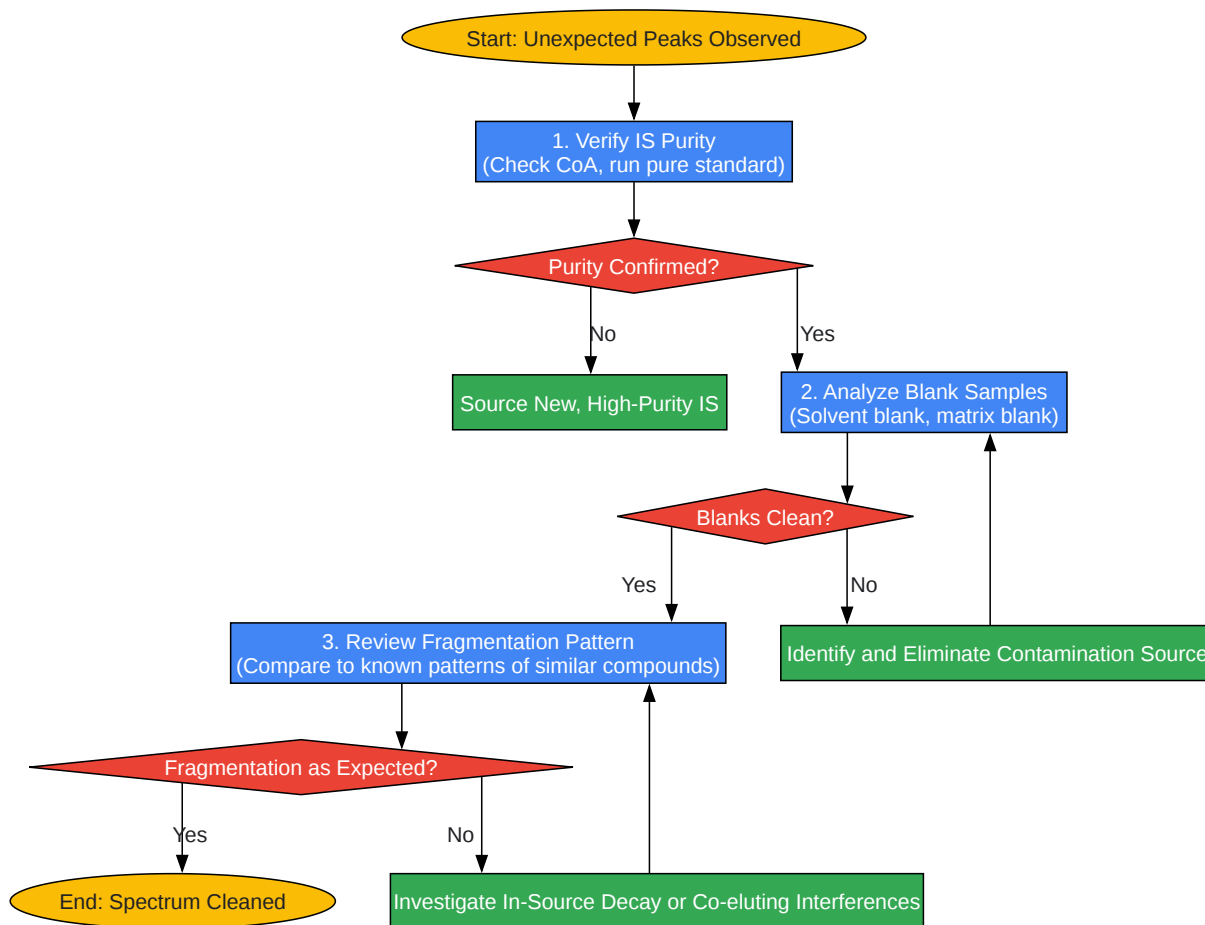 Start: Unexpected Peaks Observed
1. Verify IS Purity
(Check CoA, run pure standard)
Purity Confirmed?
No
Yes
Source New, High-Purity IS
2. Analyze Blank Samples
(Solvent blank, matrix blank)
Blanks Clean?
Yes
No
3. Review Fragmentation Pattern
(Compare to known patterns of similar compounds)
Identify and Eliminate Contamination Source
Fragmentation as Expected?
Yes
No
End: Spectrum Cleaned
Investigate In-Source Decay or Co-eluting Interferences